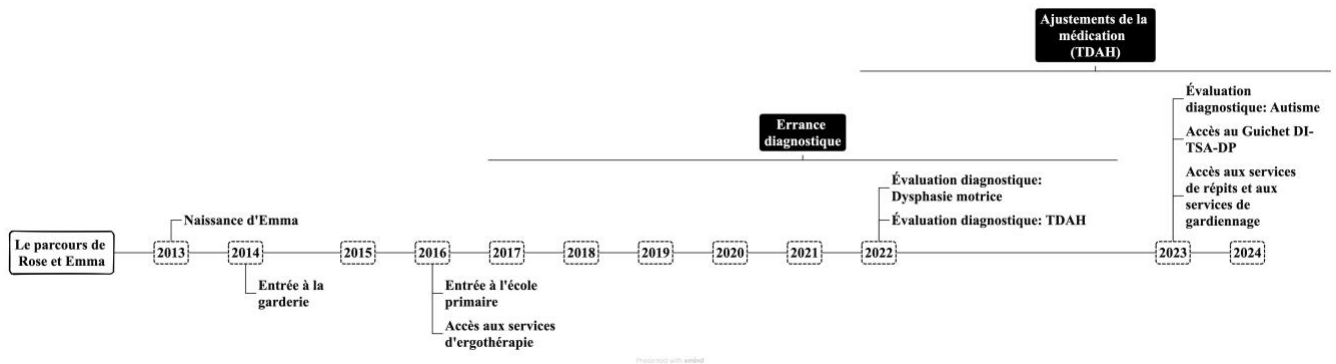 Ajustements de la
médication
(TDAH)
Évaluation
diagnostique: Autisme
Accès au Guichet DI-
TSA-DP
Accès aux services
de répits et aux
services de
gardiennage
Errance
diagnostique
Évaluation diagnostique:
Dysphasie motrice
Évaluation diagnostique: TDAH
Naissance d'Emma
Le parcours de
Rose et Emma
2013
2014
2015
2016
2017
2018
2019
2020
2021
2022
2023
2024
Entrée à la
garderie
Entrée à l'école
primaire
Accès aux services
d'ergothérapie
Presented with xmind